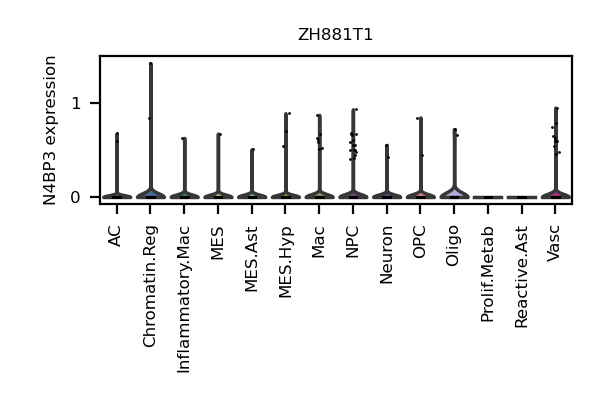 ZH881T1
N4BP3 expression
1
0
AC
Chromatin.Reg
Inflammatory.Mac
MES
MES.Ast
MES.Hyp
Mac
NPC
Neuron
OPC
Oligo
Prolif.Metab
Reactive.Ast
Vasc